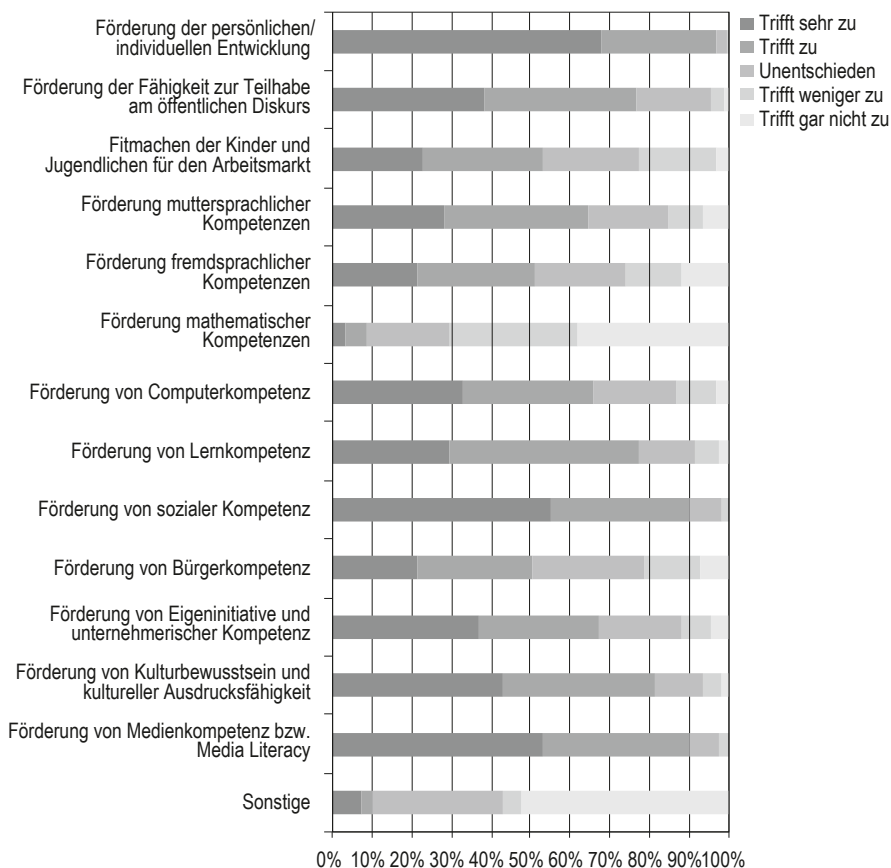 Förderung der persönlichen/
individuellen Entwicklung
Förderung der Fähigkeit zur Teilhabe
am öffentlichen Diskurs
Fitmachen der Kinder und
Jugendlichen für den Arbeitsmarkt
Förderung muttersprachlicher
Kompetenzen
Förderung fremdsprachlicher
Kompetenzen
Förderung mathematischer
Kompetenzen
Förderung von Computerkompetenz
Förderung von Lernkompetenz
Förderung von sozialer Kompetenz
Förderung von Bürgerkompetenz
Förderung von Eigeninitiative und
unternehmerischer Kompetenz
Förderung von Kulturbewusstsein und
kultureller Ausdrucksfähigkeit
Förderung von Medienkompetenz bzw.
Media Literacy
Sonstige
0% 10% 20% 30% 40% 50% 60% 70% 80% 90%100%
Trifft sehr zu
Trifft zu
Unentschieden
Trifft weniger zu
Trifft gar nicht zu